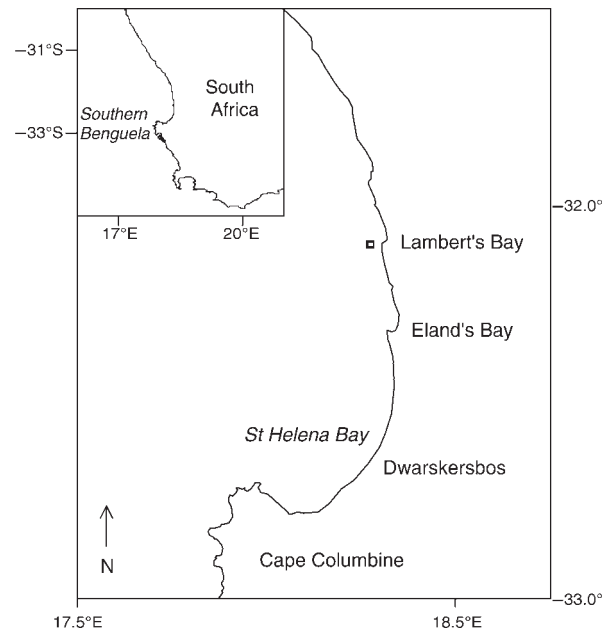 −31°S
South
Africa
Southern
Benguela
−33°S
17°E
20°E
−32.0°
Lambert's Bay
Eland's Bay
St Helena Bay
Dwarskersbos
N
Cape Columbine
−33.0°
17.5°E
18.5°E